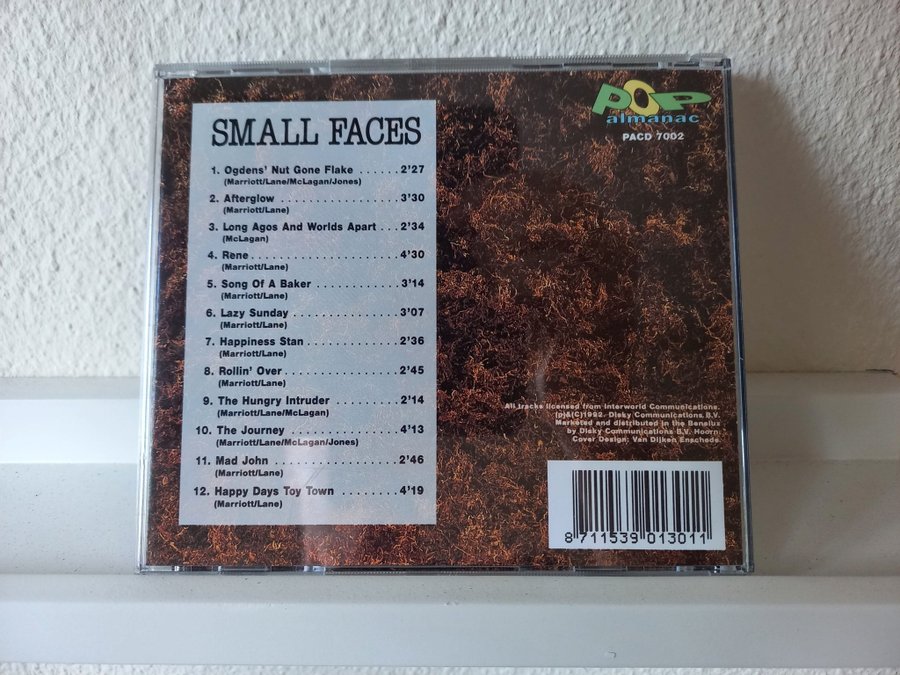 SMALL FACES
1. Ogdens' Nut Gone Flake ...... 2'27
(Marriott/Lane/McLagan/Jones)
2. Afterglow .................. 3'30
(Marriott/Lane)
3. Long Agos And Worlds Apart ... 2'34
(McLagan)
4. Rene...................... 4'30
(Marriott/Lane)
5. Song Of A Baker ............. 3'14
(Marriott/Lane)
6. Lazy Sunday ................ 3'07
(Marriott/Lane)
7. Happiness Stan .............. 2'36
(Marriott/Lane)
8. Rollin' Over ................. 2'45
(Marriott/Lane)
9. The Hungry Intruder .......... 2'14
(Marriott/Lane/McLagan)
10. The Journey ................ 4'13
(Marriott/Lane/McLagan/Jones)
11. Mad John .................. 2'46
(Marriott/Lane)
12. Happy Days Toy Town ........ 4'19
(Marriott/Lane)
POP
almanac
PACD 7002
All tracks licensed from Interworld Communications.
(p)&(C)1992. Disky Communications B.V.
Marketed and distributed in the Benelux
by Disky Communications B.V. Hoorn.
Cover Design: Van Dijken Enschede.
8 711539 013011